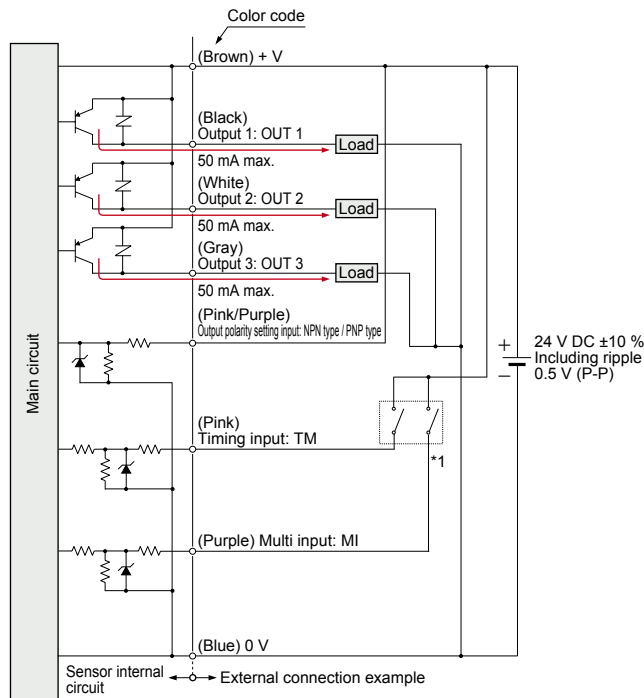 Color code
(Brown) + V
(Black)
Output 1: OUT 1
Load
50 mA max.
(White)
Output 2: OUT 2
Load
50 mA max.
(Gray)
Output 3: OUT 3
Load
50 mA max.
(Pink/Purple)
Output polarity setting input: NPN type / PNP type
Main circuit
+
−
24 V DC ±10 %
Including ripple
0.5 V (P-P)
(Pink)
Timing input: TM
*1
(Purple) Multi input: MI
(Blue) 0 V
Sensor internal
circuit
External connection example